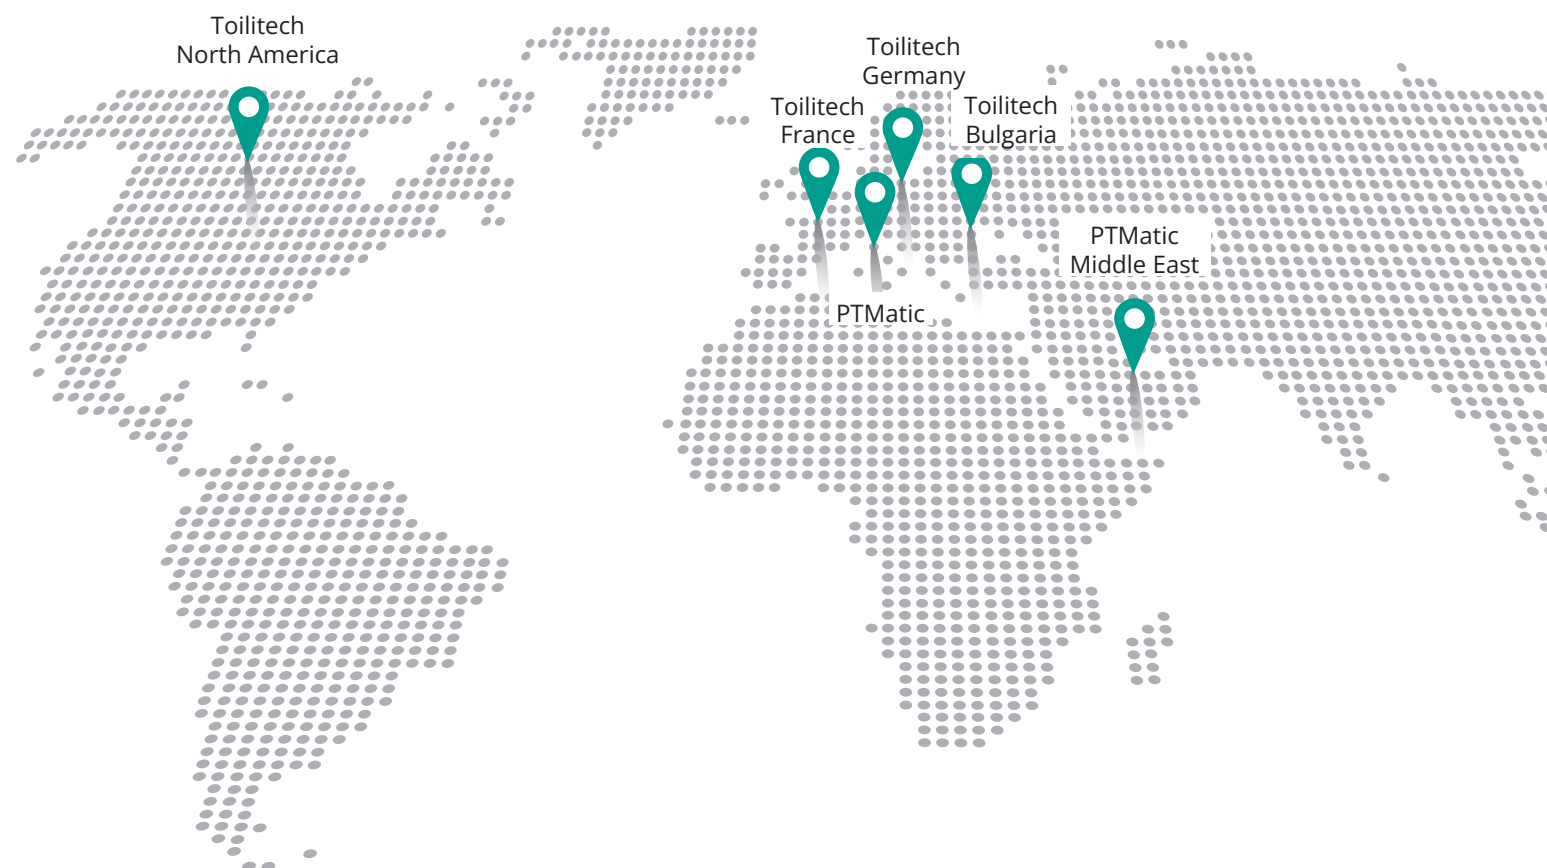 Toilitech
North America
Toilitech
Germany
Toilitech
France
Toilitech
Bulgaria
PTMatic
Middle East
PTMatic